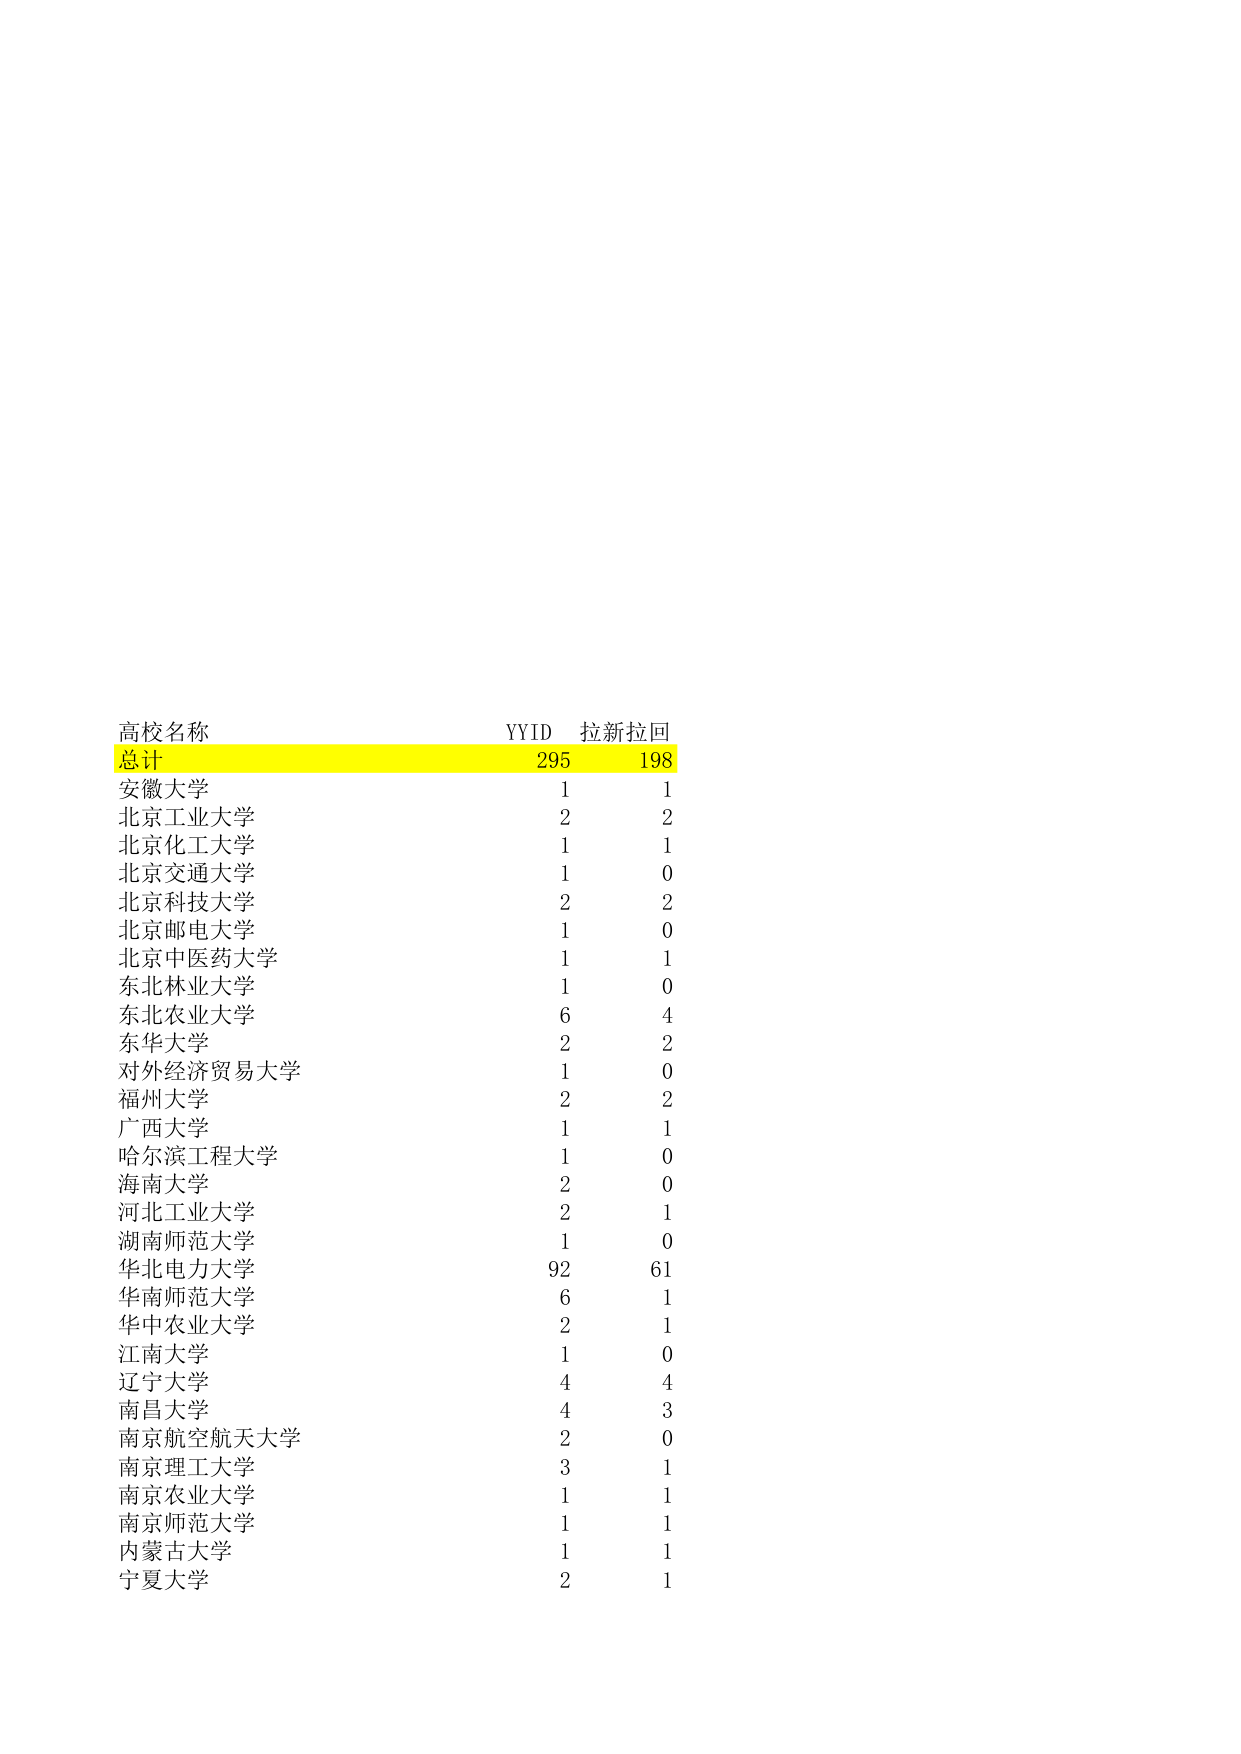 高校名称 YYID 拉新拉回
总计 295 198
安徽大学 1 1
北京工业大学 2 2
北京化工大学 1 1
北京交通大学 1 0
北京科技大学 2 2
北京邮电大学 1 0
北京中医药大学 1 1
东北林业大学 1 0
东北农业大学 6 4
东华大学 2 2
对外经济贸易大学 1 0
福州大学 2 2
广西大学 1 1
哈尔滨工程大学 1 0
海南大学 2 0
河北工业大学 2 1
湖南师范大学 1 0
华北电力大学 92 61
华南师范大学 6 1
华中农业大学 2 1
江南大学 1 0
辽宁大学 4 4
南昌大学 4 3
南京航空航天大学 2 0
南京理工大学 3 1
南京农业大学 1 1
南京师范大学 1 1
内蒙古大学 1 1
宁夏大学 2 1